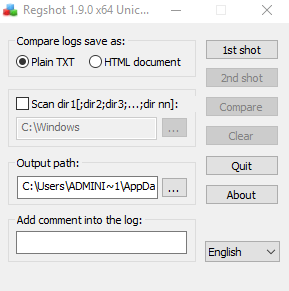 Regshot 1.9.0 x64 Unic...
Compare logs save as:
Plain TXT
HTML document
1st shot
2nd shot
Scan dir1[;dir2;dir3;...;dir nn]:
Compare
C:\Windows
...
Clear
Output path:
Quit
C:\Users\ADMINI~1\AppDa
...
About
Add comment into the log:
English